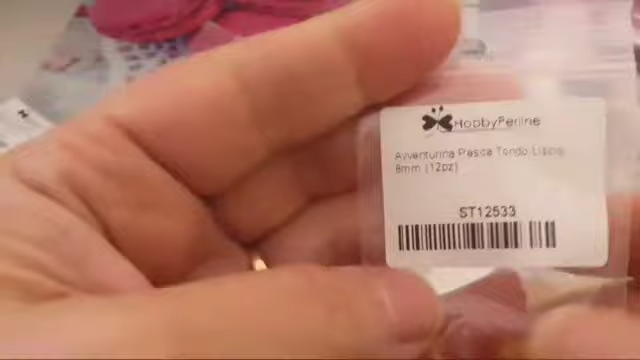 HobbyPerline
Avventurina Pesca Tondo Liscio
8mm (12pz)
ST12533